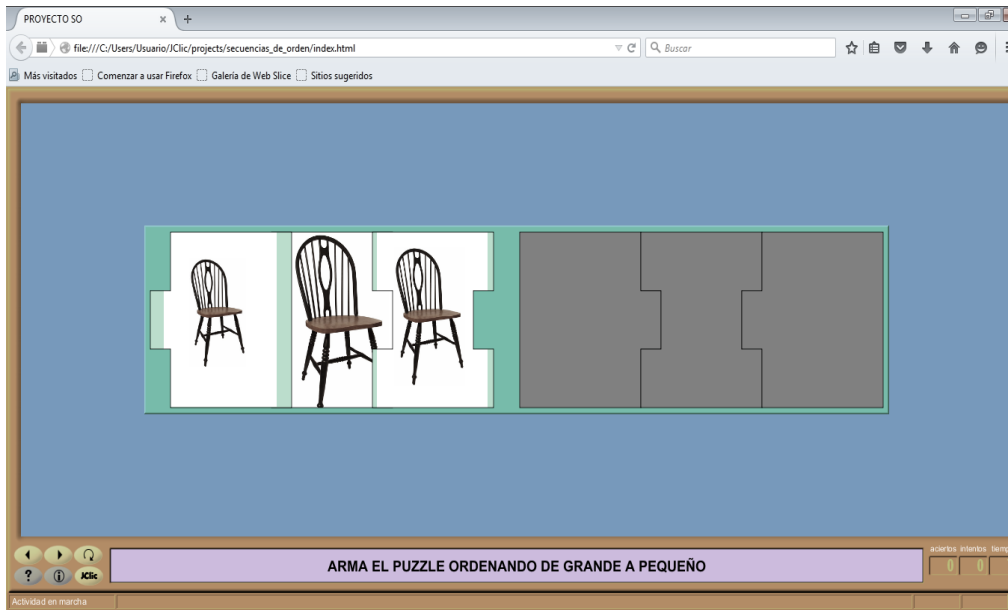 PROYECTO SO
file:///C:/Users/Usuario/JClic/projects/secuencias_de_orden/index.html
Buscar
Más visitados Comenzar a usar Firefox Galería de Web Slice Sitios sugeridos
aciertos intentos
0 0
ARMA EL PUZZLE ORDENANDO DE GRANDE A PEQUEÑO
? i JClic
Actividad en marcha